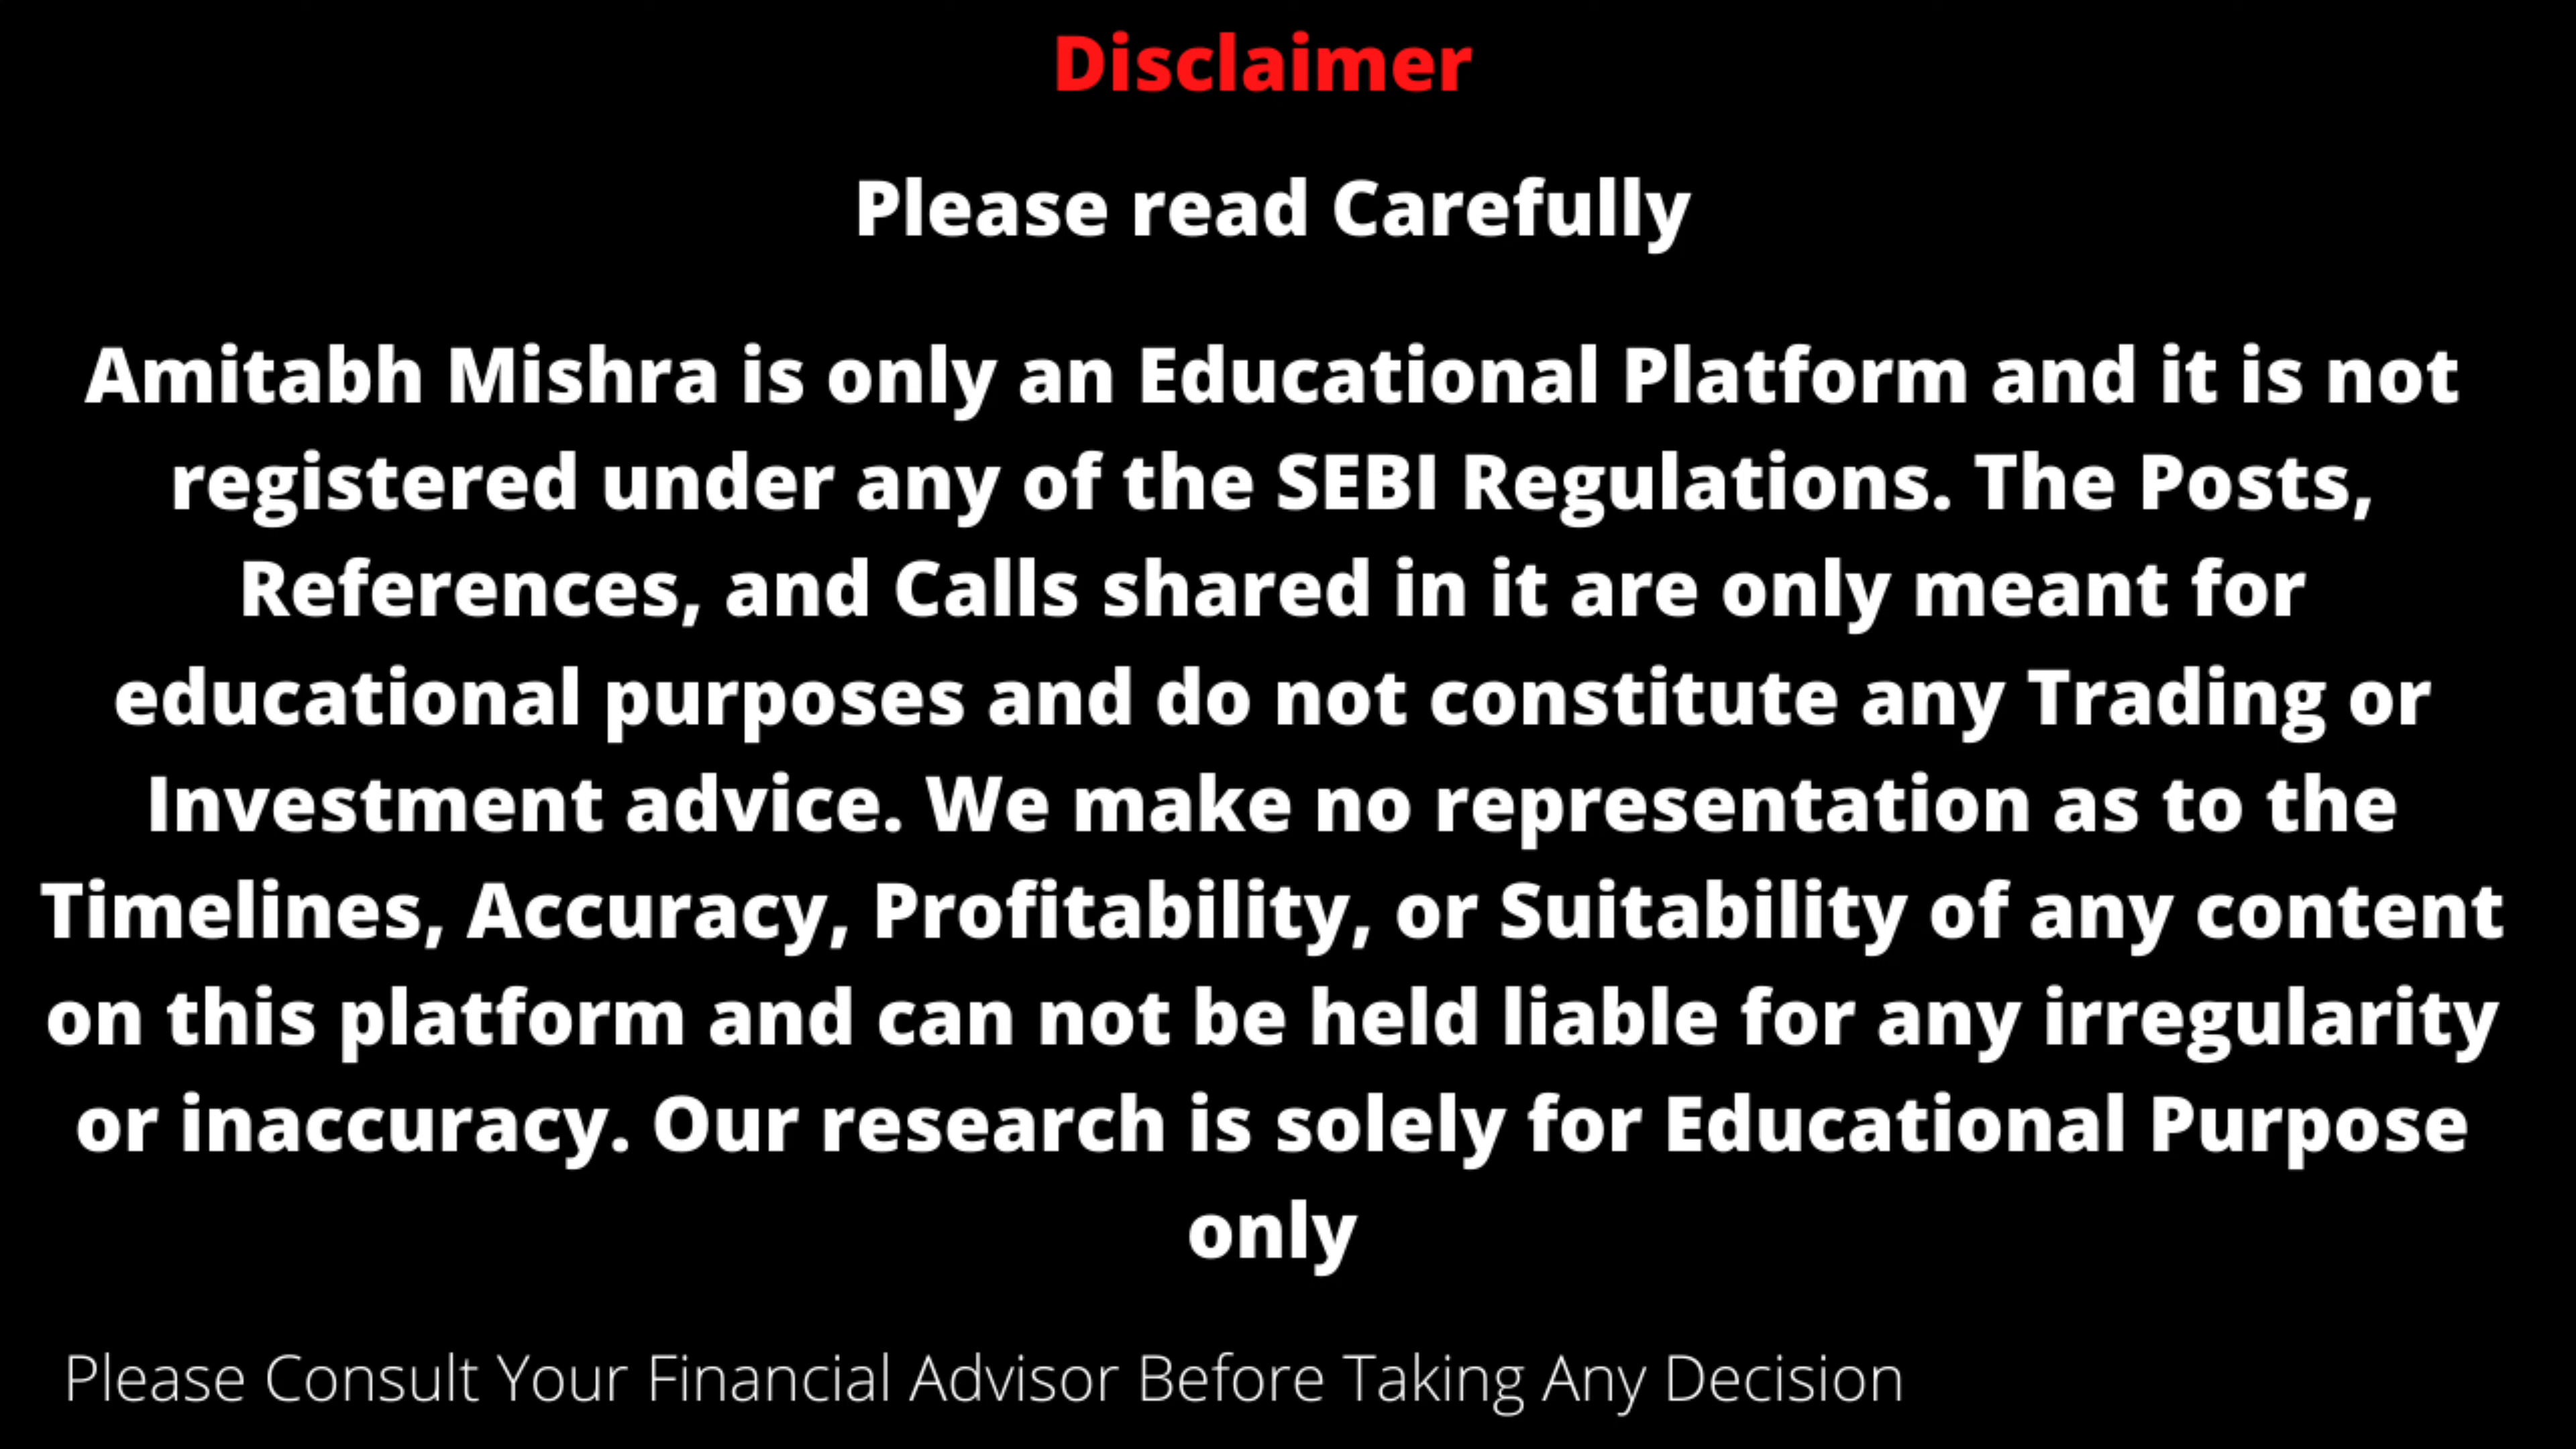 Disclaimer
Please read Carefully
Amitabh Mishra is only an Educational Platform and it is not
registered under any of the SEBI Regulations. The Posts,
References, and Calls shared in it are only meant for
educational purposes and do not constitute any Trading or
Investment advice. We make no representation as to the
Timelines, Accuracy, Profitability, or Suitability of any content
on this platform and can not be held liable for any irregularity
or inaccuracy. Our research is solely for Educational Purpose
only
Please Consult Your Financial Advisor Before Taking Any Decision